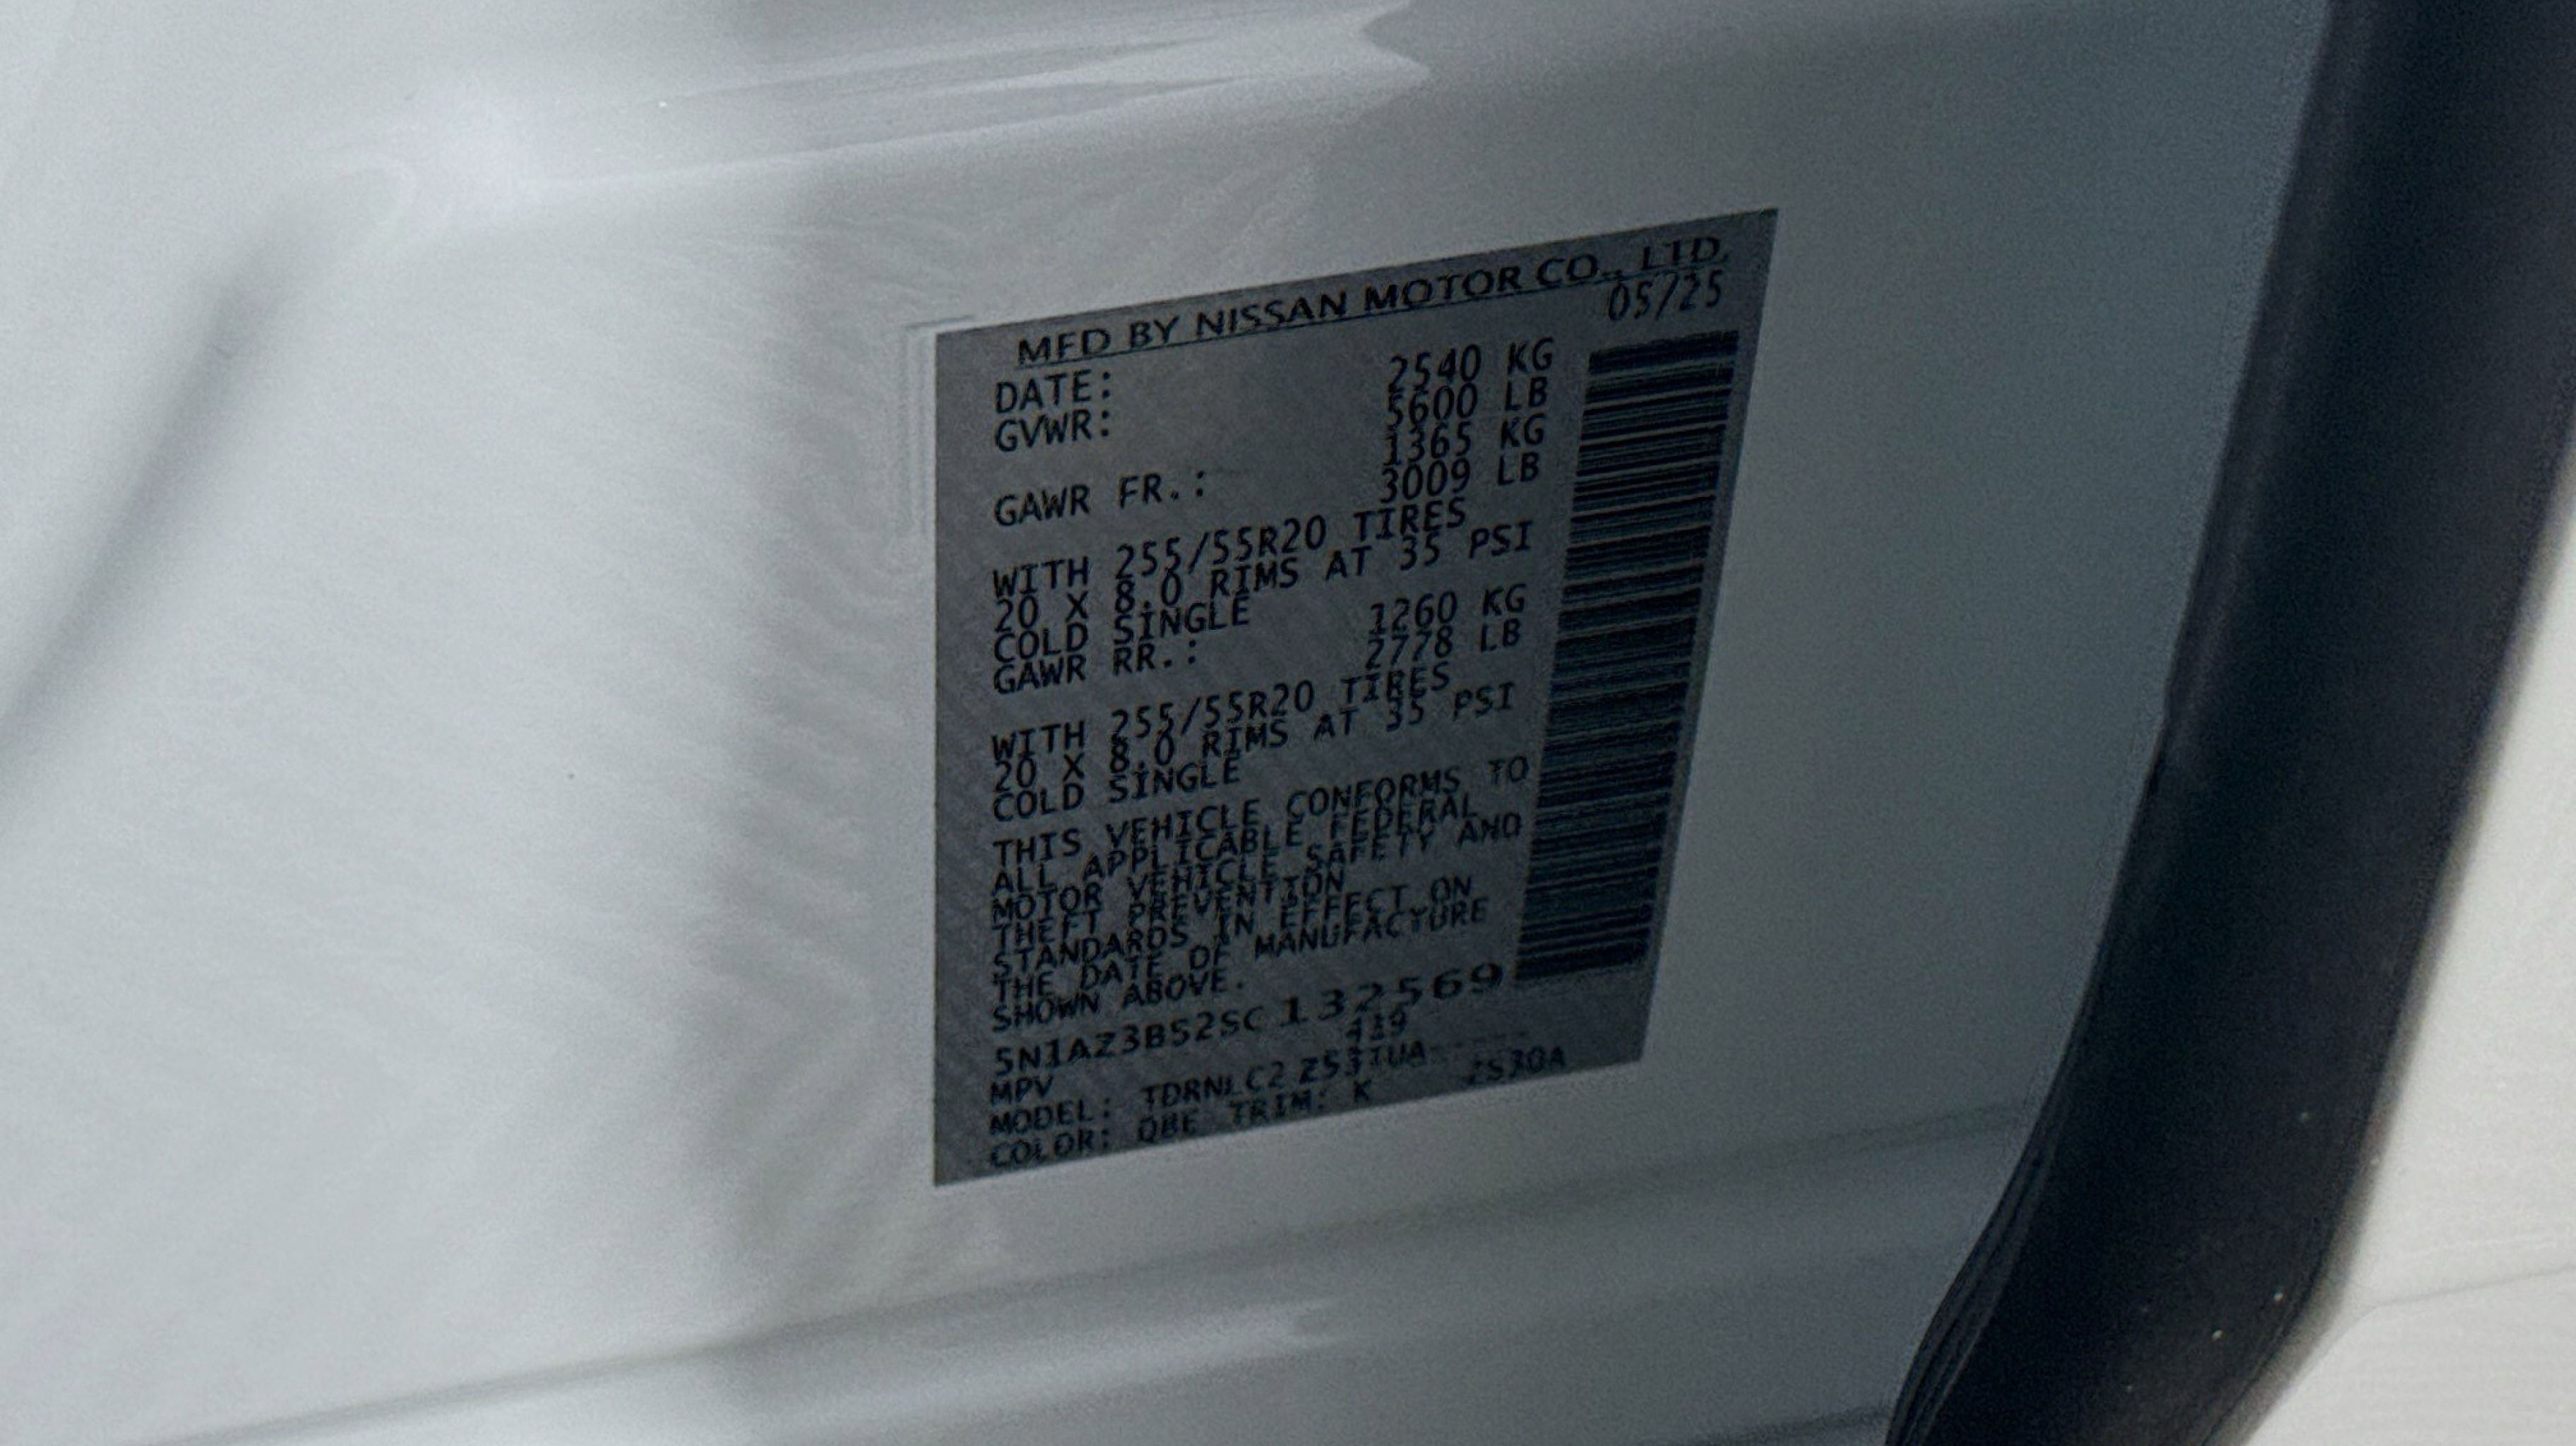 MFD BY NISSAN MOTOR CO., LTD.
DATE: 05/25
GVWR: 2540 KG
5600 LB
GAWR FR.: 1365 KG
3009 LB
WITH 255/55R20 TIRES
20 X 8.0 RIMS AT 35 PSI
COLD SINGLE
GAWR RR.: 1260 KG
2778 LB
WITH 255/55R20 TIRES
20 X 8.0 RIMS AT 35 PSI
COLD SINGLE
THIS VEHICLE CONFORMS TO
ALL APPLICABLE FEDERAL
MOTOR VEHICLE SAFETY AND
THEFT PREVENTION
STANDARDS IN EFFECT ON
THE DATE OF MANUFACTURE
SHOWN ABOVE.
5N1AZ3B52SC132569
MPV 419
MODEL: TDRNLC2 Z53IUA-----
COLOR: QBE TRIM: K